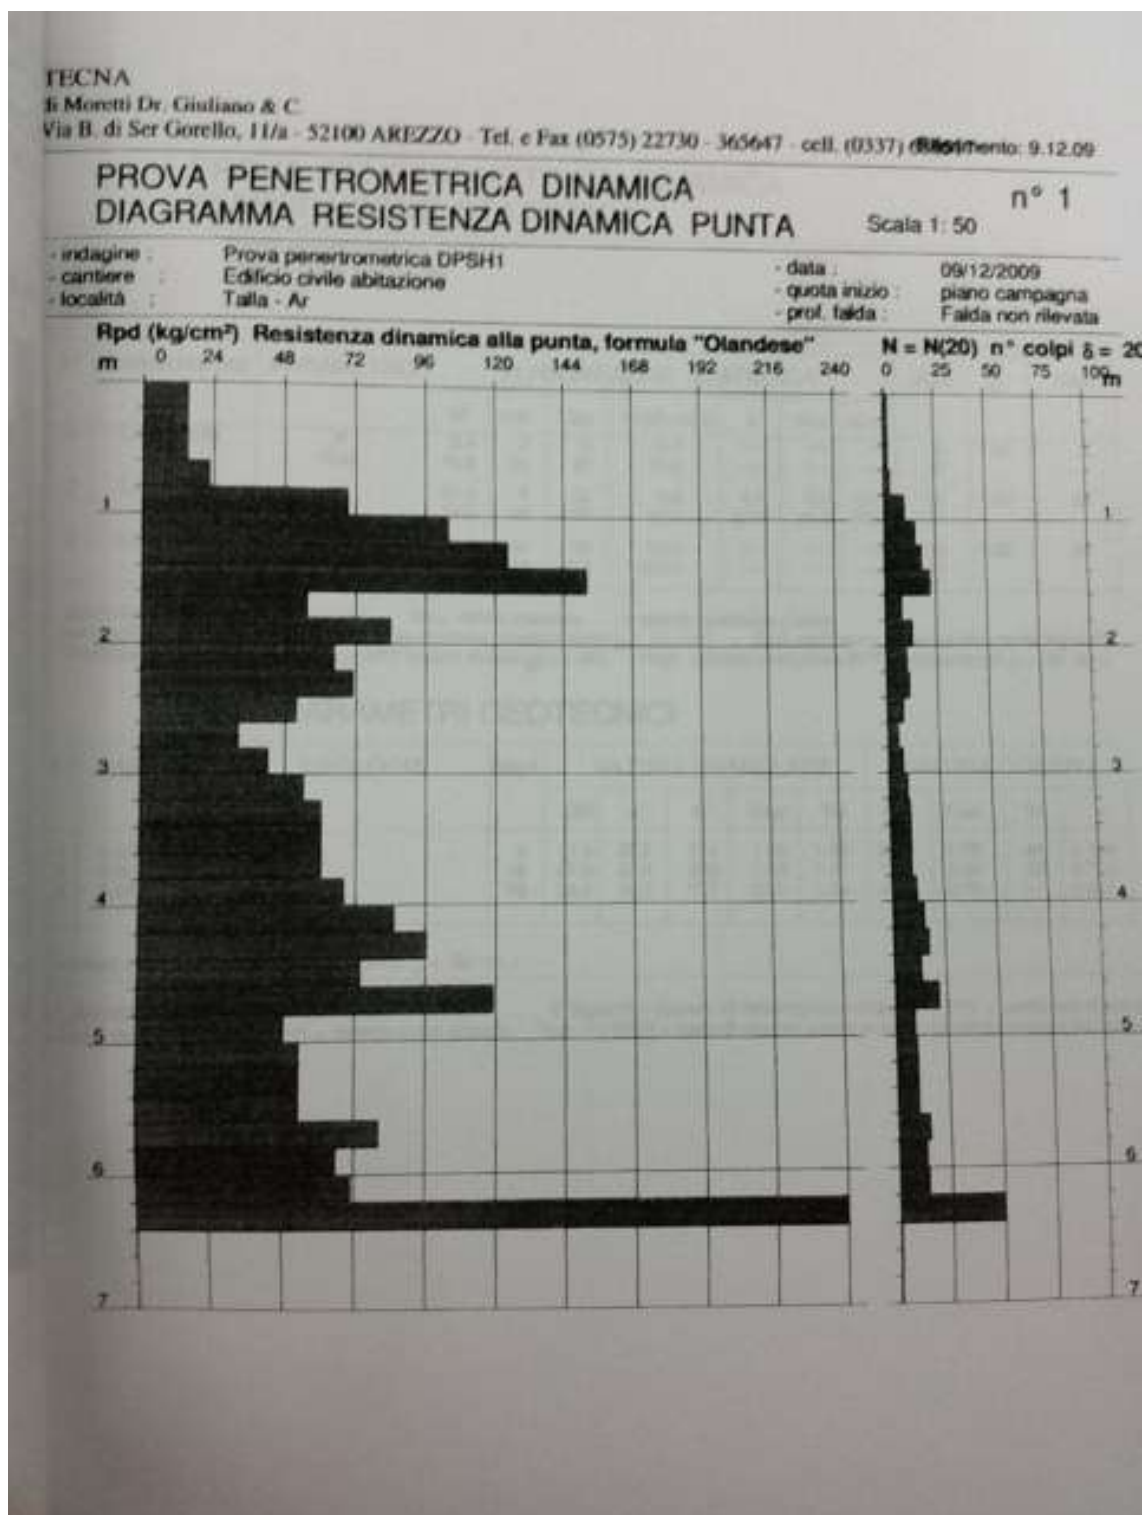 TECNA
di Moretti Dr. Giuliano & C.
Via B. di Ser Gorello, 11/a - 52100 AREZZO - Tel. e Fax (0575) 22730 - 365647 - cell. (0337) Riferimento: 9.12.09
PROVA PENETROMETRICA DINAMICA n° 1
DIAGRAMMA RESISTENZA DINAMICA PUNTA Scala 1: 50
- indagine : Prova penertrometrica DPSH1 - data : 09/12/2009
- cantiere : Edificio civile abitazione - quota inizio : piano campagna
- località : Talla - Ar - prof. falda : Falda non rilevata
Rpd (kg/cm²) Resistenza dinamica alla punta, formula "Olandese" N = N(20) n° colpi δ = 20
m 0 24 48 72 96 120 144 168 192 216 240 0 25 50 75 100 m
1 1
2 2
3 3
4 4
5 5
6 6
7 7